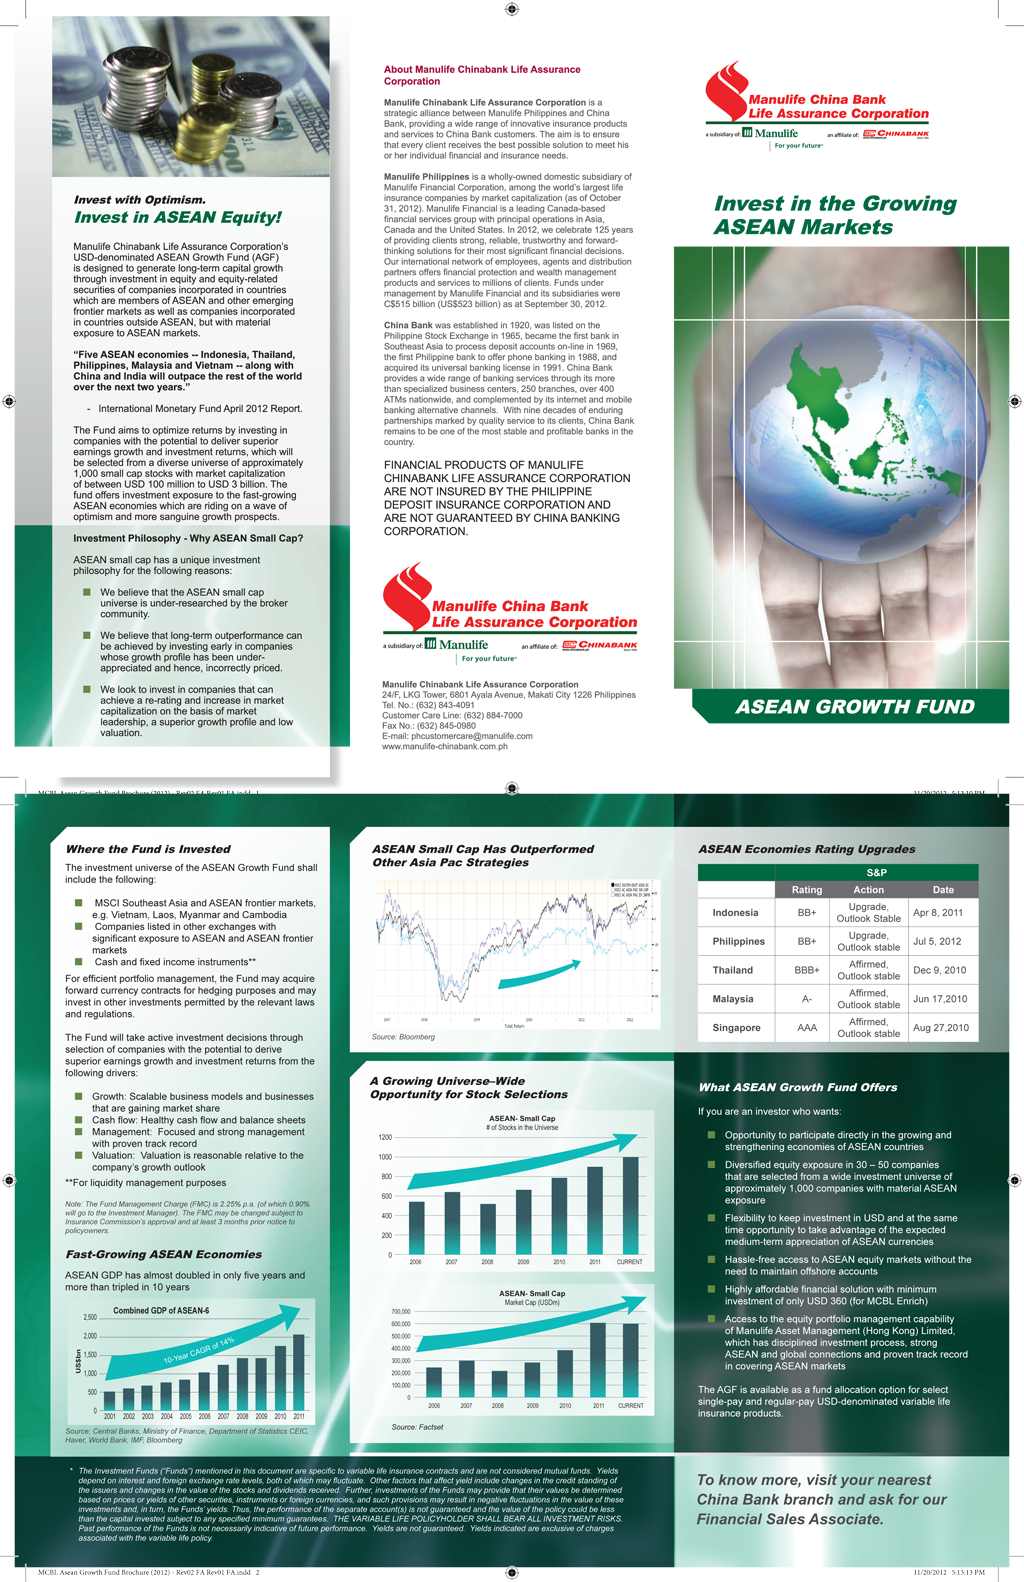 Invest with Optimism.
Invest in ASEAN Equity!
Manulife Chinabank Life Assurance Corporation's
USD-denominated ASEAN Growth Fund (AGF)
is designed to generate long-term capital growth
through investment in equity and equity-related
securities of companies incorporated in countries
which are members of ASEAN and other emerging
frontier markets as well as companies incorporated
in countries outside ASEAN, but with material
exposure to ASEAN markets.
“Five ASEAN economies -- Indonesia, Thailand,
Philippines, Malaysia and Vietnam -- along with
China and India will outpace the rest of the world
over the next two years.”
- International Monetary Fund April 2012 Report.
The Fund aims to optimize returns by investing in
companies with the potential to deliver superior
earnings growth and investment returns, which will
be selected from a diverse universe of approximately
1,000 small cap stocks with market capitalization
of between USD 100 million to USD 3 billion. The
fund offers investment exposure to the fast-growing
ASEAN economies which are riding on a wave of
optimism and more sanguine growth prospects.
Investment Philosophy - Why ASEAN Small Cap?
ASEAN small cap has a unique investment
philosophy for the following reasons:
We believe that the ASEAN small cap
universe is under-researched by the broker
community.
We believe that long-term outperformance can
be achieved by investing early in companies
whose growth profile has been under-
appreciated and hence, incorrectly priced.
We look to invest in companies that can
achieve a re-rating and increase in market
capitalization on the basis of market
leadership, a superior growth profile and low
valuation.
About Manulife Chinabank Life Assurance
Corporation
Manulife Chinabank Life Assurance Corporation is a
strategic alliance between Manulife Philippines and China
Bank, providing a wide range of innovative insurance products
and services to China Bank customers. The aim is to ensure
that every client receives the best possible solution to meet his
or her individual financial and insurance needs.
Manulife Philippines is a wholly-owned domestic subsidiary of
Manulife Financial Corporation, among the world's largest life
insurance companies by market capitalization (as of October
31, 2012). Manulife Financial is a leading Canada-based
financial services group with principal operations in Asia,
Canada and the United States. In 2012, we celebrate 125 years
of providing clients strong, reliable, trustworthy and forward-
thinking solutions for their most significant financial decisions.
Our international network of employees, agents and distribution
partners offers financial protection and wealth management
products and services to millions of clients. Funds under
management by Manulife Financial and its subsidiaries were
C$515 billion (US$523 billion) as at September 30, 2012.
China Bank was established in 1920, was listed on the
Philippine Stock Exchange in 1965, became the first bank in
Southeast Asia to process deposit accounts on-line in 1969,
the first Philippine bank to offer phone banking in 1988, and
acquired its universal banking license in 1991. China Bank
provides a wide range of banking services through its more
than specialized business centers, 250 branches, over 400
ATMs nationwide, and complemented by its internet and mobile
banking alternative channels. With nine decades of enduring
partnerships marked by quality service to its clients, China Bank
remains to be one of the most stable and profitable banks in the
country.
FINANCIAL PRODUCTS OF MANULIFE
CHINABANK LIFE ASSURANCE CORPORATION
ARE NOT INSURED BY THE PHILIPPINE
DEPOSIT INSURANCE CORPORATION AND
ARE NOT GUARANTEED BY CHINA BANKING
CORPORATION.
Manulife China Bank
Life Assurance Corporation
a subsidiary of: Manulife an affiliate of: CHINABANK
For your future
Manulife Chinabank Life Assurance Corporation
24/F, LKG Tower, 6801 Ayala Avenue, Makati City 1226 Philippines
Tel. No.: (632) 843-4091
Customer Care Line: (632) 884-7000
Fax No.: (632) 845-0980
E-mail: phcustomercare@manulife.com
www.manulife-chinabank.com.ph
Manulife China Bank
Life Assurance Corporation
a subsidiary of: Manulife an affiliate of: CHINABANK
For your future
Invest in the Growing
ASEAN Markets
ASEAN GROWTH FUND
MCBL Asean Growth Fund Brochure (2012) - Rev02 FA Rev01 FA.indd 1
11/20/2012 5:13:10 PM
Where the Fund is Invested
The investment universe of the ASEAN Growth Fund shall
include the following:
MSCI Southeast Asia and ASEAN frontier markets,
e.g. Vietnam, Laos, Myanmar and Cambodia
Companies listed in other exchanges with
significant exposure to ASEAN and ASEAN frontier
markets
Cash and fixed income instruments**
For efficient portfolio management, the Fund may acquire
forward currency contracts for hedging purposes and may
invest in other investments permitted by the relevant laws
and regulations.
The Fund will take active investment decisions through
selection of companies with the potential to derive
superior earnings growth and investment returns from the
following drivers:
Growth: Scalable business models and businesses
that are gaining market share
Cash flow: Healthy cash flow and balance sheets
Management: Focused and strong management
with proven track record
Valuation: Valuation is reasonable relative to the
company's growth outlook
**For liquidity management purposes
Note: The Fund Management Charge (FMC) is 2.25% p.a. (of which 0.90%
will go to the Investment Manager). The FMC may be changed subject to
Insurance Commission's approval and at least 3 months prior notice to
policyowners.
Fast-Growing ASEAN Economies
ASEAN GDP has almost doubled in only five years and
more than tripled in 10 years
Combined GDP of ASEAN-6
US$bn
2,500
2,000
1,500
1,000
500
0
10-Year CAGR of 14%
2001 2002 2003 2004 2005 2006 2007 2008 2009 2010 2011
Source: Central Banks, Ministry of Finance, Department of Statistics CEIC,
Haver, World Bank, IMF, Bloomberg
ASEAN Small Cap Has Outperformed
Other Asia Pac Strategies
2007 2008 2009 2010 2011 2012
Total Return
Source: Bloomberg
A Growing Universe–Wide
Opportunity for Stock Selections
ASEAN- Small Cap
# of Stocks in the Universe
1200
1000
800
600
400
200
0
2006 2007 2008 2009 2010 2011 CURRENT
ASEAN- Small Cap
Market Cap (USDm)
700,000
600,000
500,000
400,000
300,000
200,000
100,000
0
2006 2007 2008 2009 2010 2011 CURRENT
Source: Factset
ASEAN Economies Rating Upgrades
S&P
Rating Action Date
Indonesia BB+ Upgrade, Outlook Stable Apr 8, 2011
Philippines BB+ Upgrade, Outlook stable Jul 5, 2012
Thailand BBB+ Affirmed, Outlook stable Dec 9, 2010
Malaysia A- Affirmed, Outlook stable Jun 17,2010
Singapore AAA Affirmed, Outlook stable Aug 27,2010
What ASEAN Growth Fund Offers
If you are an investor who wants:
Opportunity to participate directly in the growing and
strengthening economies of ASEAN countries
Diversified equity exposure in 30 – 50 companies
that are selected from a wide investment universe of
approximately 1,000 companies with material ASEAN
exposure
Flexibility to keep investment in USD and at the same
time opportunity to take advantage of the expected
medium-term appreciation of ASEAN currencies
Hassle-free access to ASEAN equity markets without the
need to maintain offshore accounts
Highly affordable financial solution with minimum
investment of only USD 360 (for MCBL Enrich)
Access to the equity portfolio management capability
of Manulife Asset Management (Hong Kong) Limited,
which has disciplined investment process, strong
ASEAN and global connections and proven track record
in covering ASEAN markets
The AGF is available as a fund allocation option for select
single-pay and regular-pay USD-denominated variable life
insurance products.
* The Investment Funds (“Funds”) mentioned in this document are specific to variable life insurance contracts and are not considered mutual funds. Yields
depend on interest and foreign exchange rate levels, both of which may fluctuate. Other factors that affect yield include changes in the credit standing of
the issuers and changes in the value of the stocks and dividends received. Further, investments of the Funds may provide that their values be determined
based on prices or yields of other securities, instruments or foreign currencies, and such provisions may result in negative fluctuations in the value of these
investments and, in turn, the Funds' yields. Thus, the performance of the separate account(s) is not guaranteed and the value of the policy could be less
than the capital invested subject to any specified minimum guarantees. THE VARIABLE LIFE POLICYHOLDER SHALL BEAR ALL INVESTMENT RISKS.
Past performance of the Funds is not necessarily indicative of future performance. Yields are not guaranteed. Yields indicated are exclusive of charges
associated with the variable life policy.
To know more, visit your nearest
China Bank branch and ask for our
Financial Sales Associate.
MCBL Asean Growth Fund Brochure (2012) - Rev02 FA Rev01 FA.indd 2
11/20/2012 5:13:13 PM